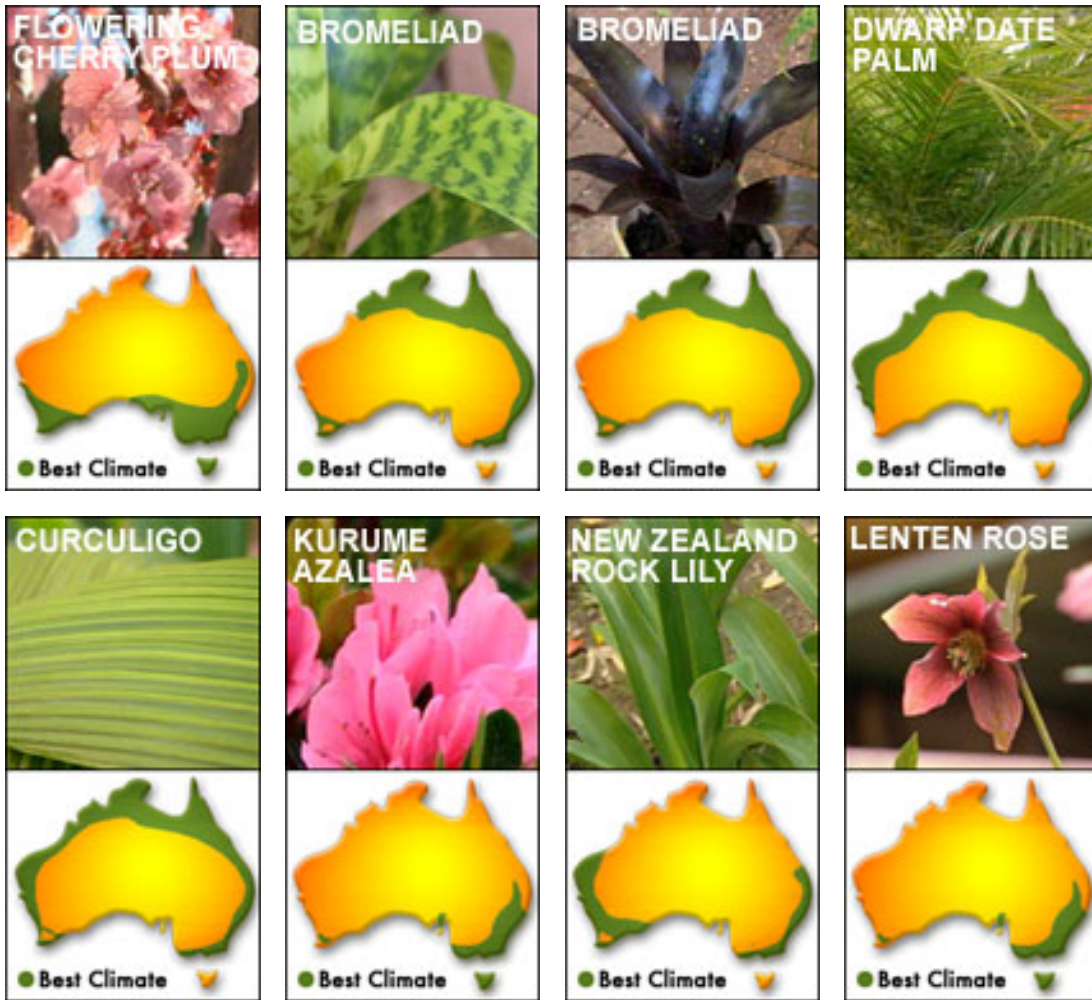 FLOWERING
CHERRY PLUM
BROMELIAD
BROMELIAD
DWARF DATE
PALM
Best Climate
Best Climate
Best Climate
Best Climate
CURCULIGO
KURUME
AZALEA
NEW ZEALAND
ROCK LILY
LENTEN ROSE
Best Climate
Best Climate
Best Climate
Best Climate